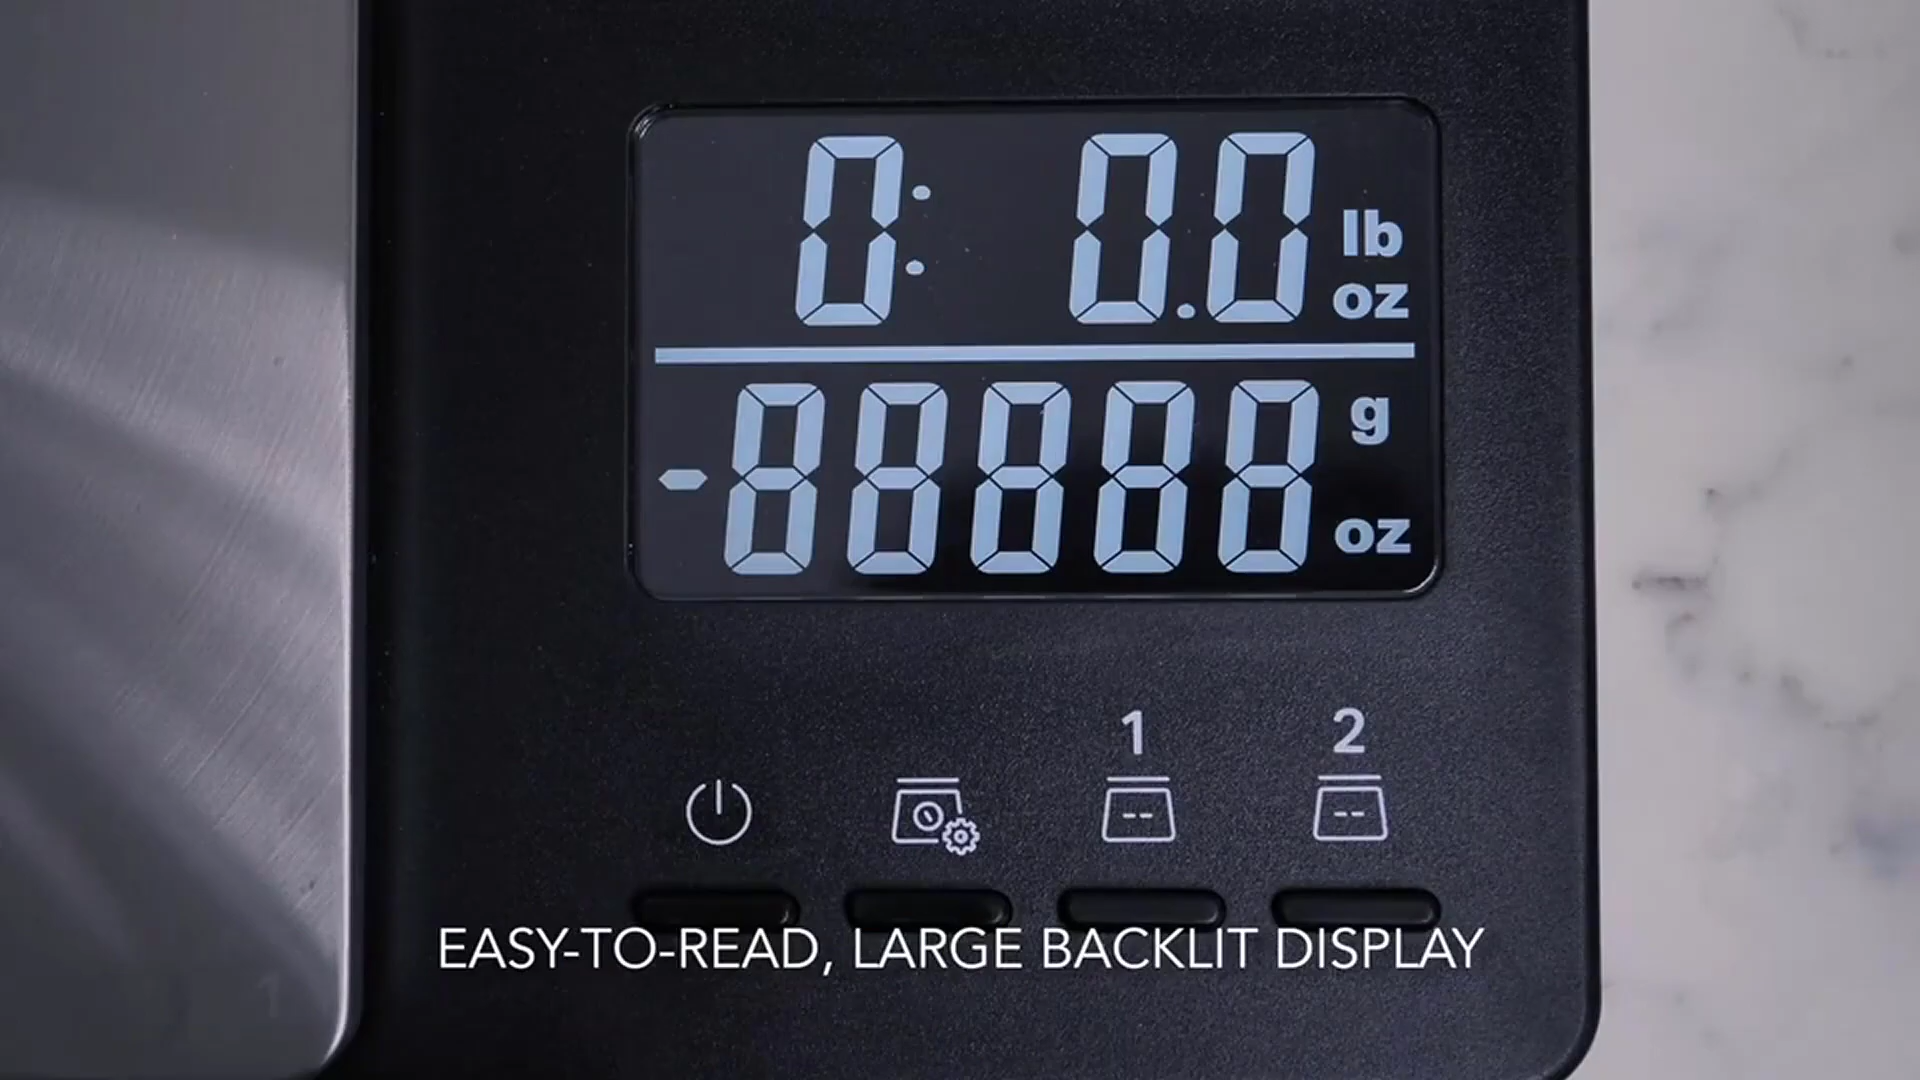 0: 0.0 lb
oz
-88888 g
oz
1 2
EASY-TO-READ, LARGE BACKLIT DISPLAY